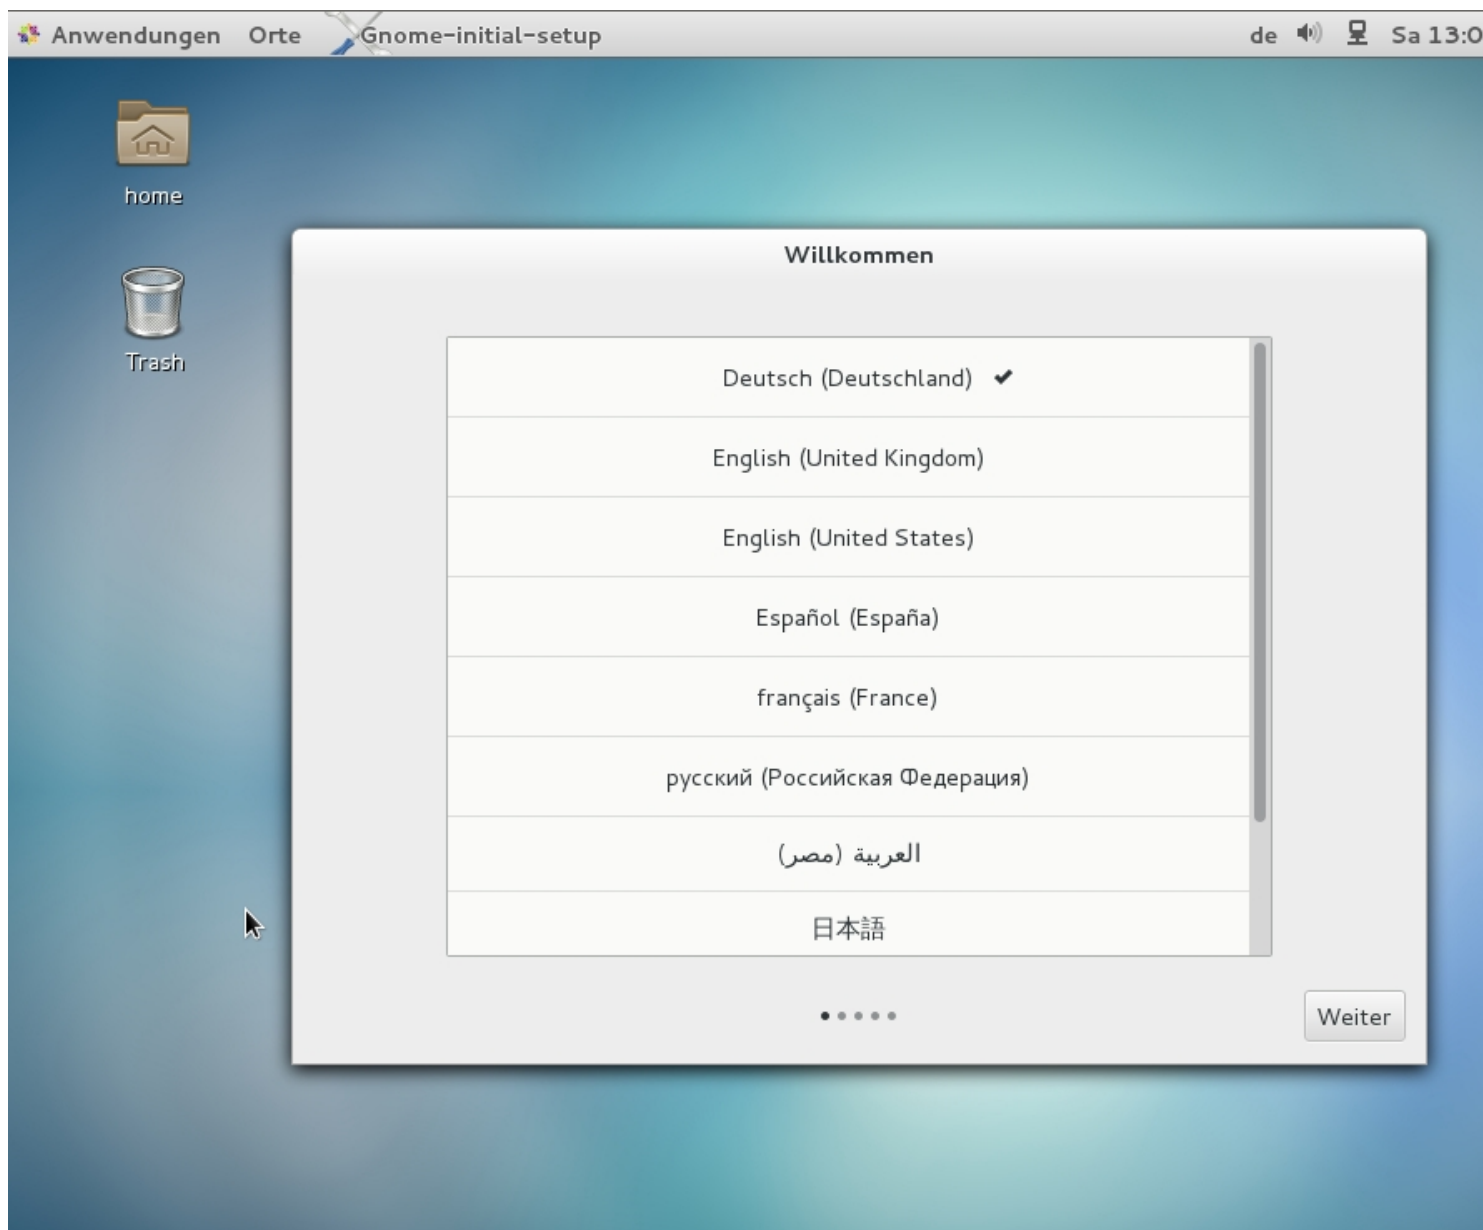 Anwendungen Orte Gnome-initial-setup de Sa 13:0
home
Trash
Willkommen
Deutsch (Deutschland)
English (United Kingdom)
English (United States)
Español (España)
français (France)
русский (Российская Федерация)
العربية (مصر)
日本語
Weiter